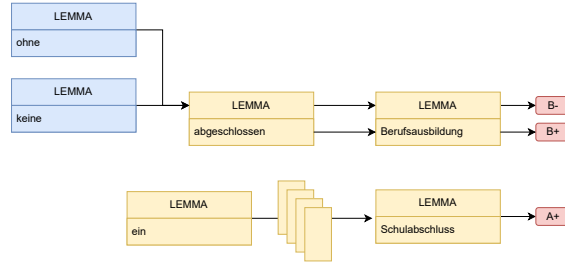 LEMMA
ohne
LEMMA
keine
LEMMA
abgeschlossen
LEMMA
Berufsausbildung
B-
B+
LEMMA
ein
LEMMA
Schulabschluss
A+